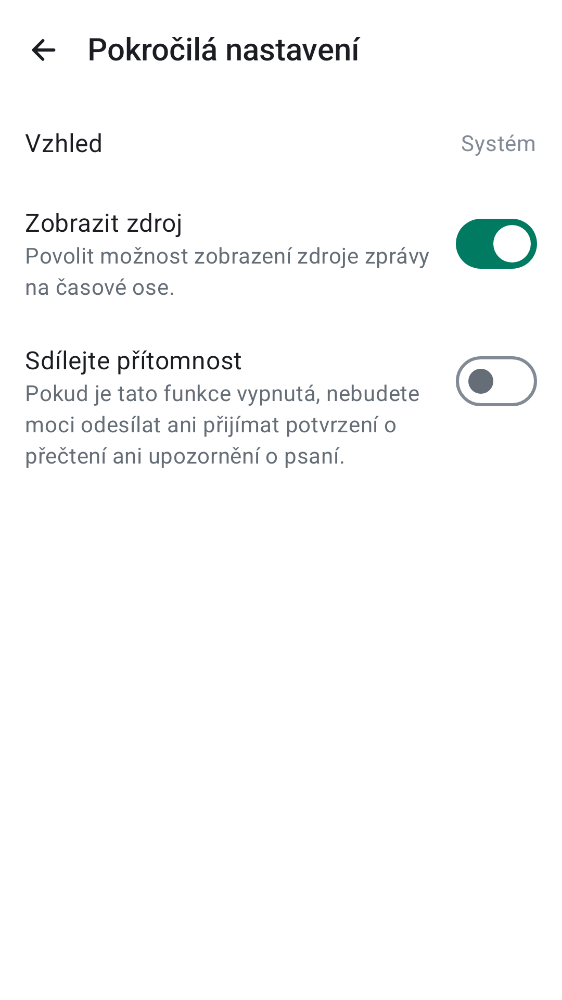 Pokročilá nastavení
Vzhled
Systém
Zobrazit zdroj
Povolit možnost zobrazení zdroje zprávy
na časové ose.
Sdílejte přítomnost
Pokud je tato funkce vypnutá, nebudete
moci odesílat ani přijímat potvrzení o
přečtení ani upozornění o psaní.